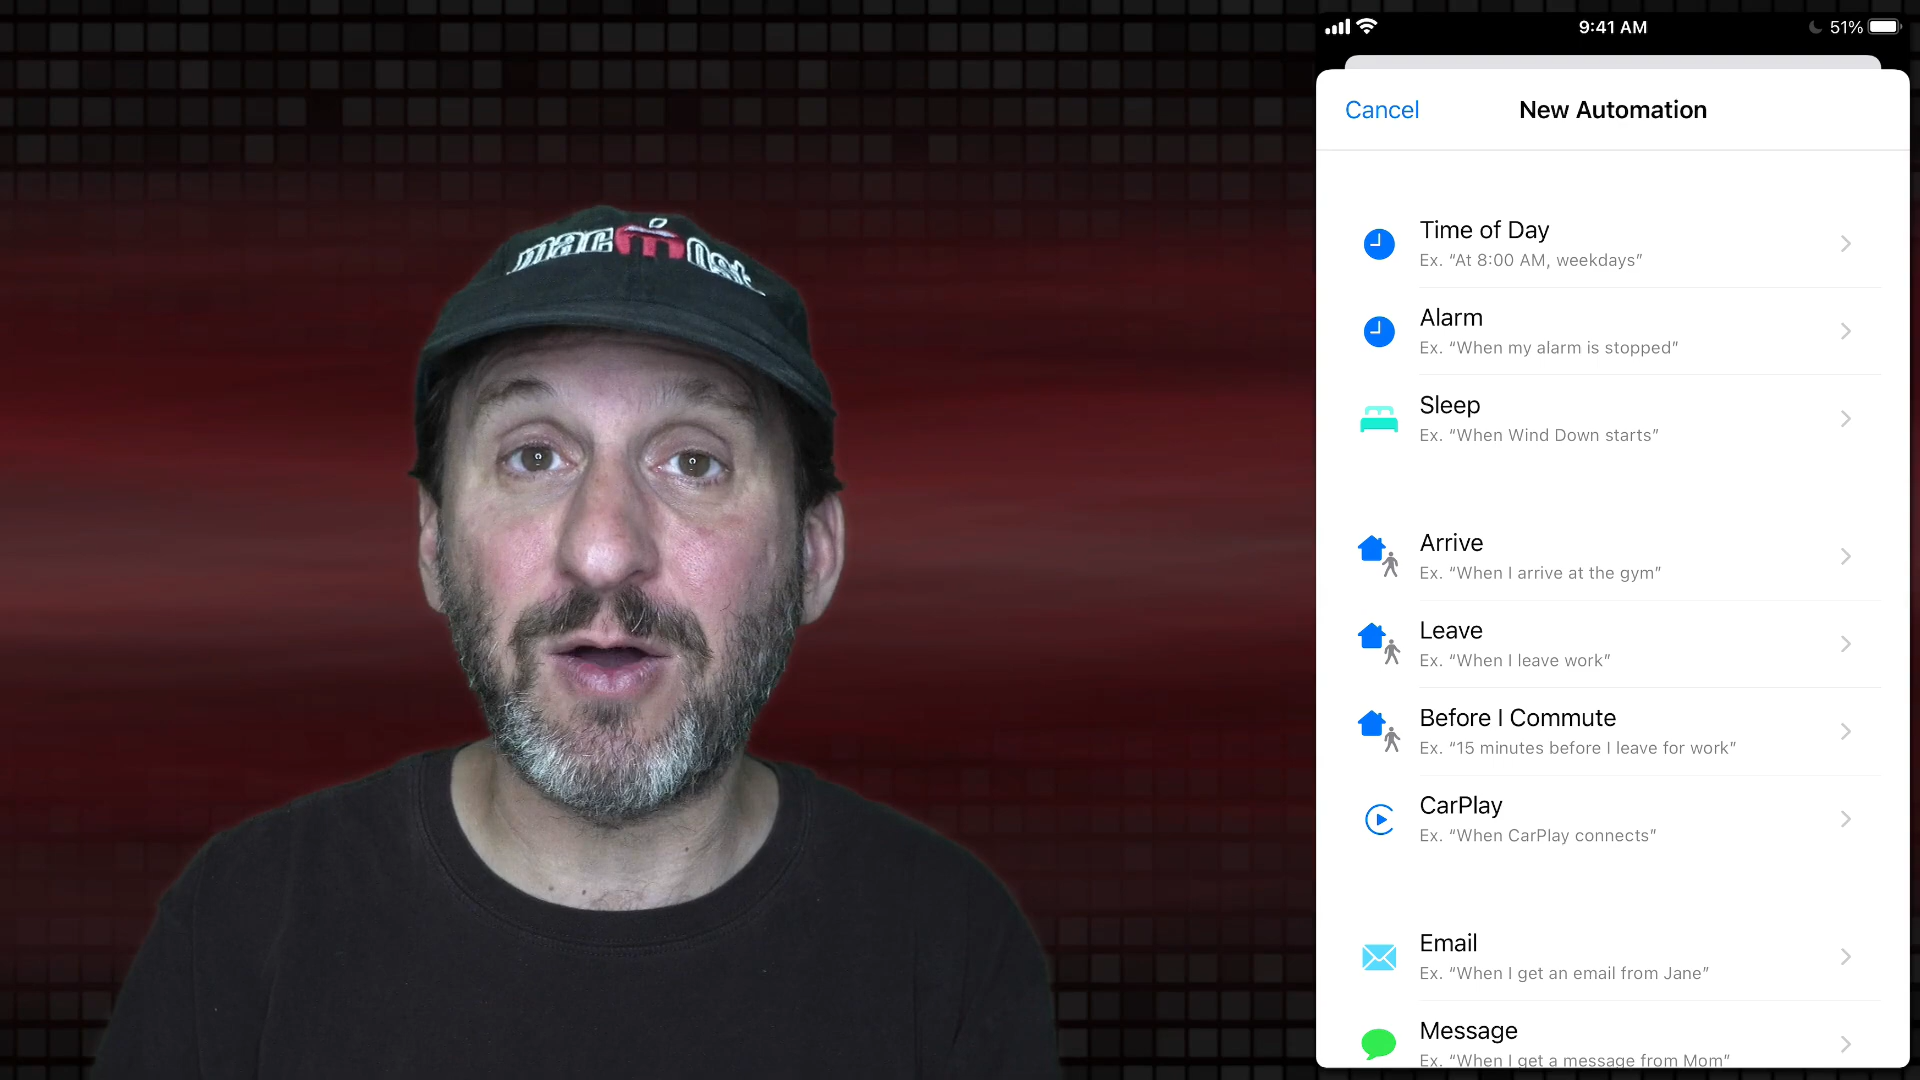 macmost
9:41 AM
51%
Cancel
New Automation
Time of Day
Ex. “At 8:00 AM, weekdays”
Alarm
Ex. “When my alarm is stopped”
Sleep
Ex. “When Wind Down starts”
Arrive
Ex. “When I arrive at the gym”
Leave
Ex. “When I leave work”
Before I Commute
Ex. “15 minutes before I leave for work”
CarPlay
Ex. “When CarPlay connects”
Email
Ex. “When I get an email from Jane”
Message
Ex. “When I get a message from Mom”